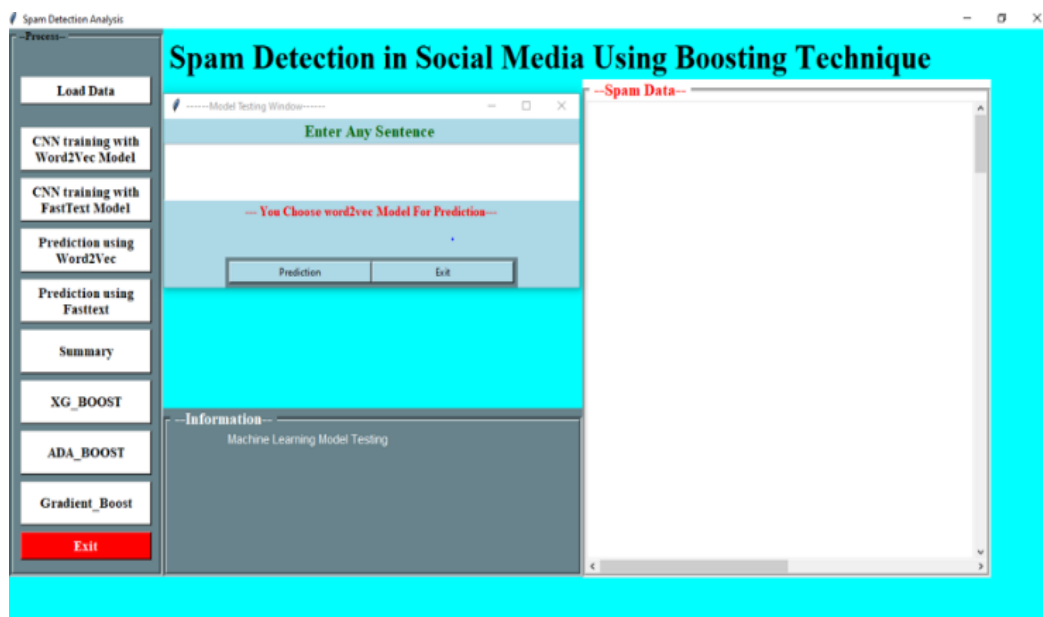 Spam Detection Analysis
--Process--
Load Data
CNN training with
Word2Vec Model
CNN training with
FastText Model
Prediction using
Word2Vec
Prediction using
Fasttext
Summary
XG_BOOST
ADA_BOOST
Gradient_Boost
Exit
Spam Detection in Social Media Using Boosting Technique
------Model Testing Window------
Enter Any Sentence
--- You Choose word2vec Model For Prediction---
Prediction
Exit
--Information--
Machine Learning Model Testing
--Spam Data--